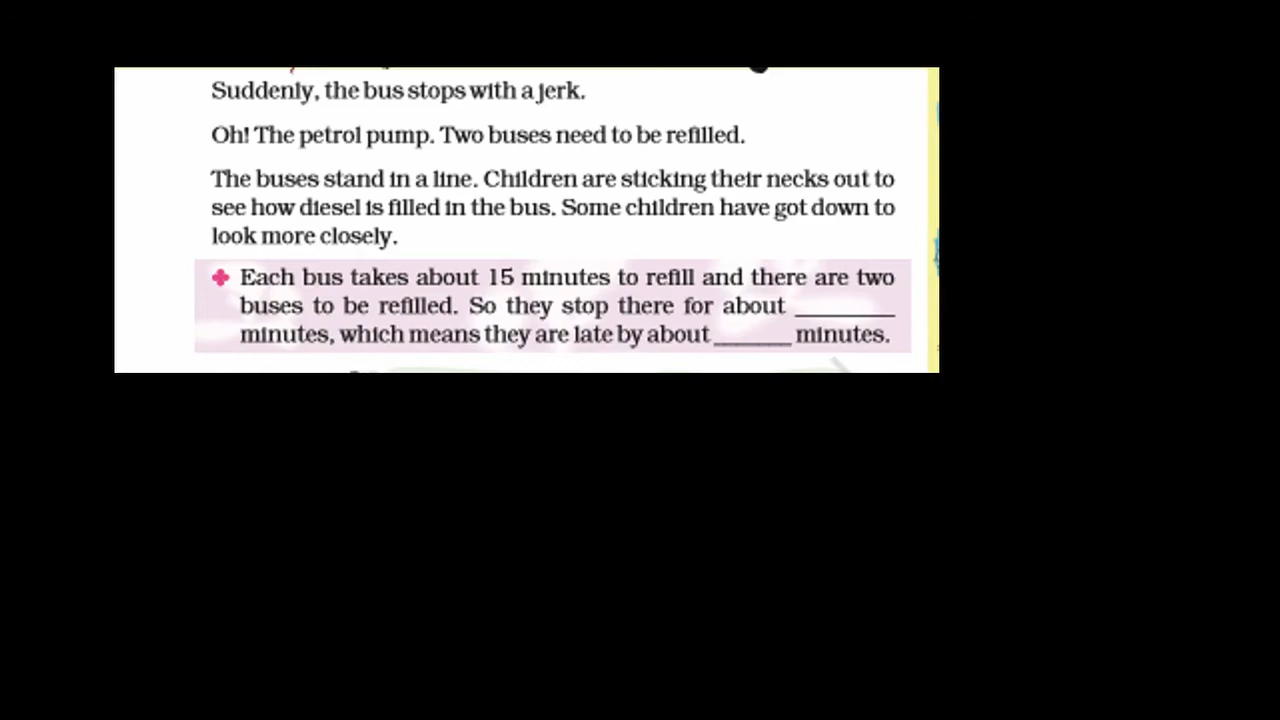 Suddenly, the bus stops with a jerk.
Oh! The petrol pump. Two buses need to be refilled.
The buses stand in a line. Children are sticking their necks out to
see how diesel is filled in the bus. Some children have got down to
look more closely.
Each bus takes about 15 minutes to refill and there are two
buses to be refilled. So they stop there for about ________
minutes, which means they are late by about ______ minutes.